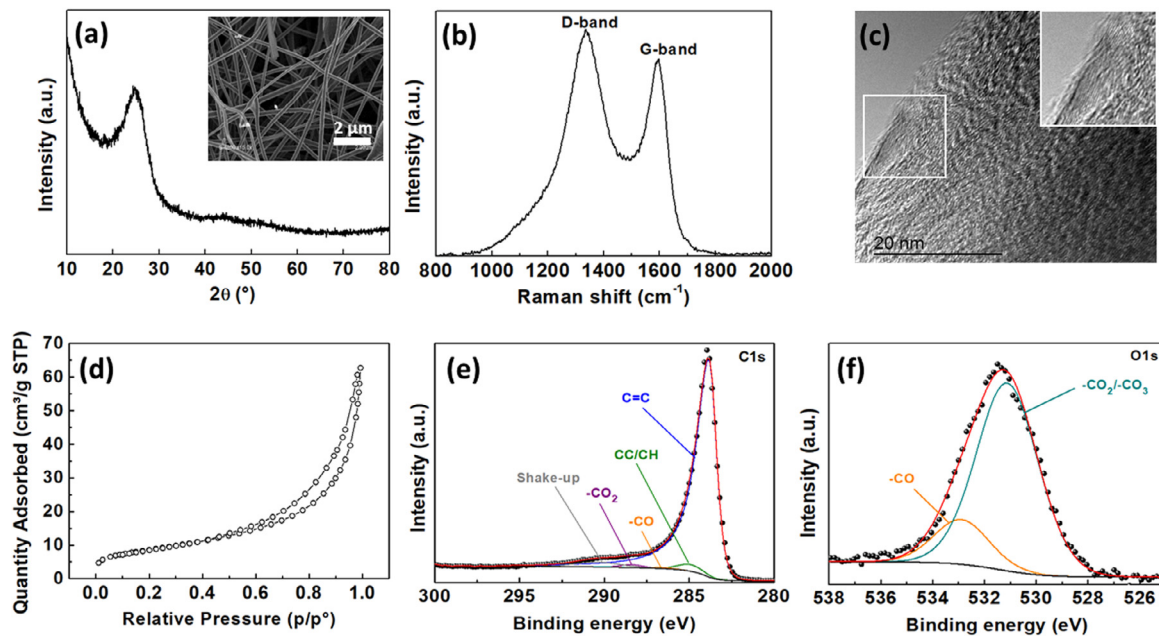 (a)
2 µm
Intensity (a.u.)
10 20 30 40 50 60 70 80
2θ (°)
(b)
D-band
G-band
Intensity (a.u.)
800 1000 1200 1400 1600 1800 2000
Raman shift (cm⁻¹)
(c)
20 nm
(d)
Quantity Adsorbed (cm³/g STP)
70
60
50
40
30
20
10
0
0.0 0.2 0.4 0.6 0.8 1.0
Relative Pressure (p/p°)
(e)
C1s
C=C
CC/CH
Shake-up
-CO₂
-CO
Intensity (a.u.)
300 295 290 285 280
Binding energy (eV)
(f)
O1s
-CO₂/-CO₃
-CO
Intensity (a.u.)
538 536 534 532 530 528 526
Binding energy (eV)